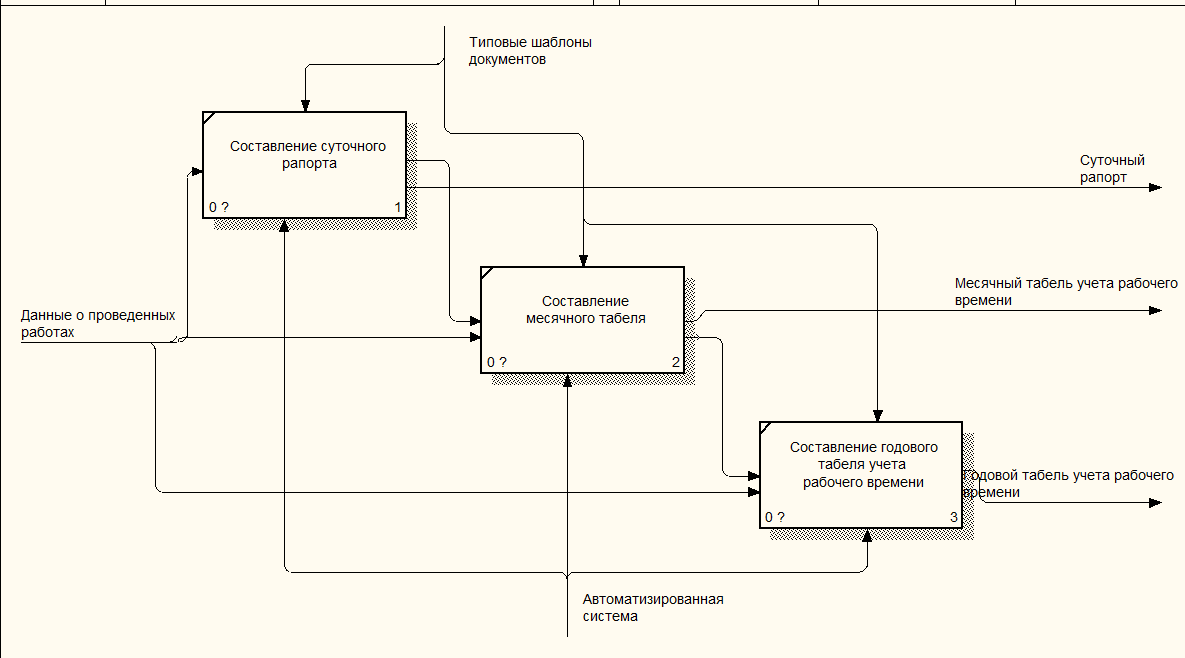 Типовые шаблоны
документов
Составление суточного
рапорта
0 ?
1
Суточный
рапорт
Данные о проведенных
работах
Составление
месячного табеля
0 ?
2
Месячный табель учета рабочего
времени
Составление годового
табеля учета
рабочего времени
0 ?
3
Годовой табель учета рабочего
времени
Автоматизированная
система